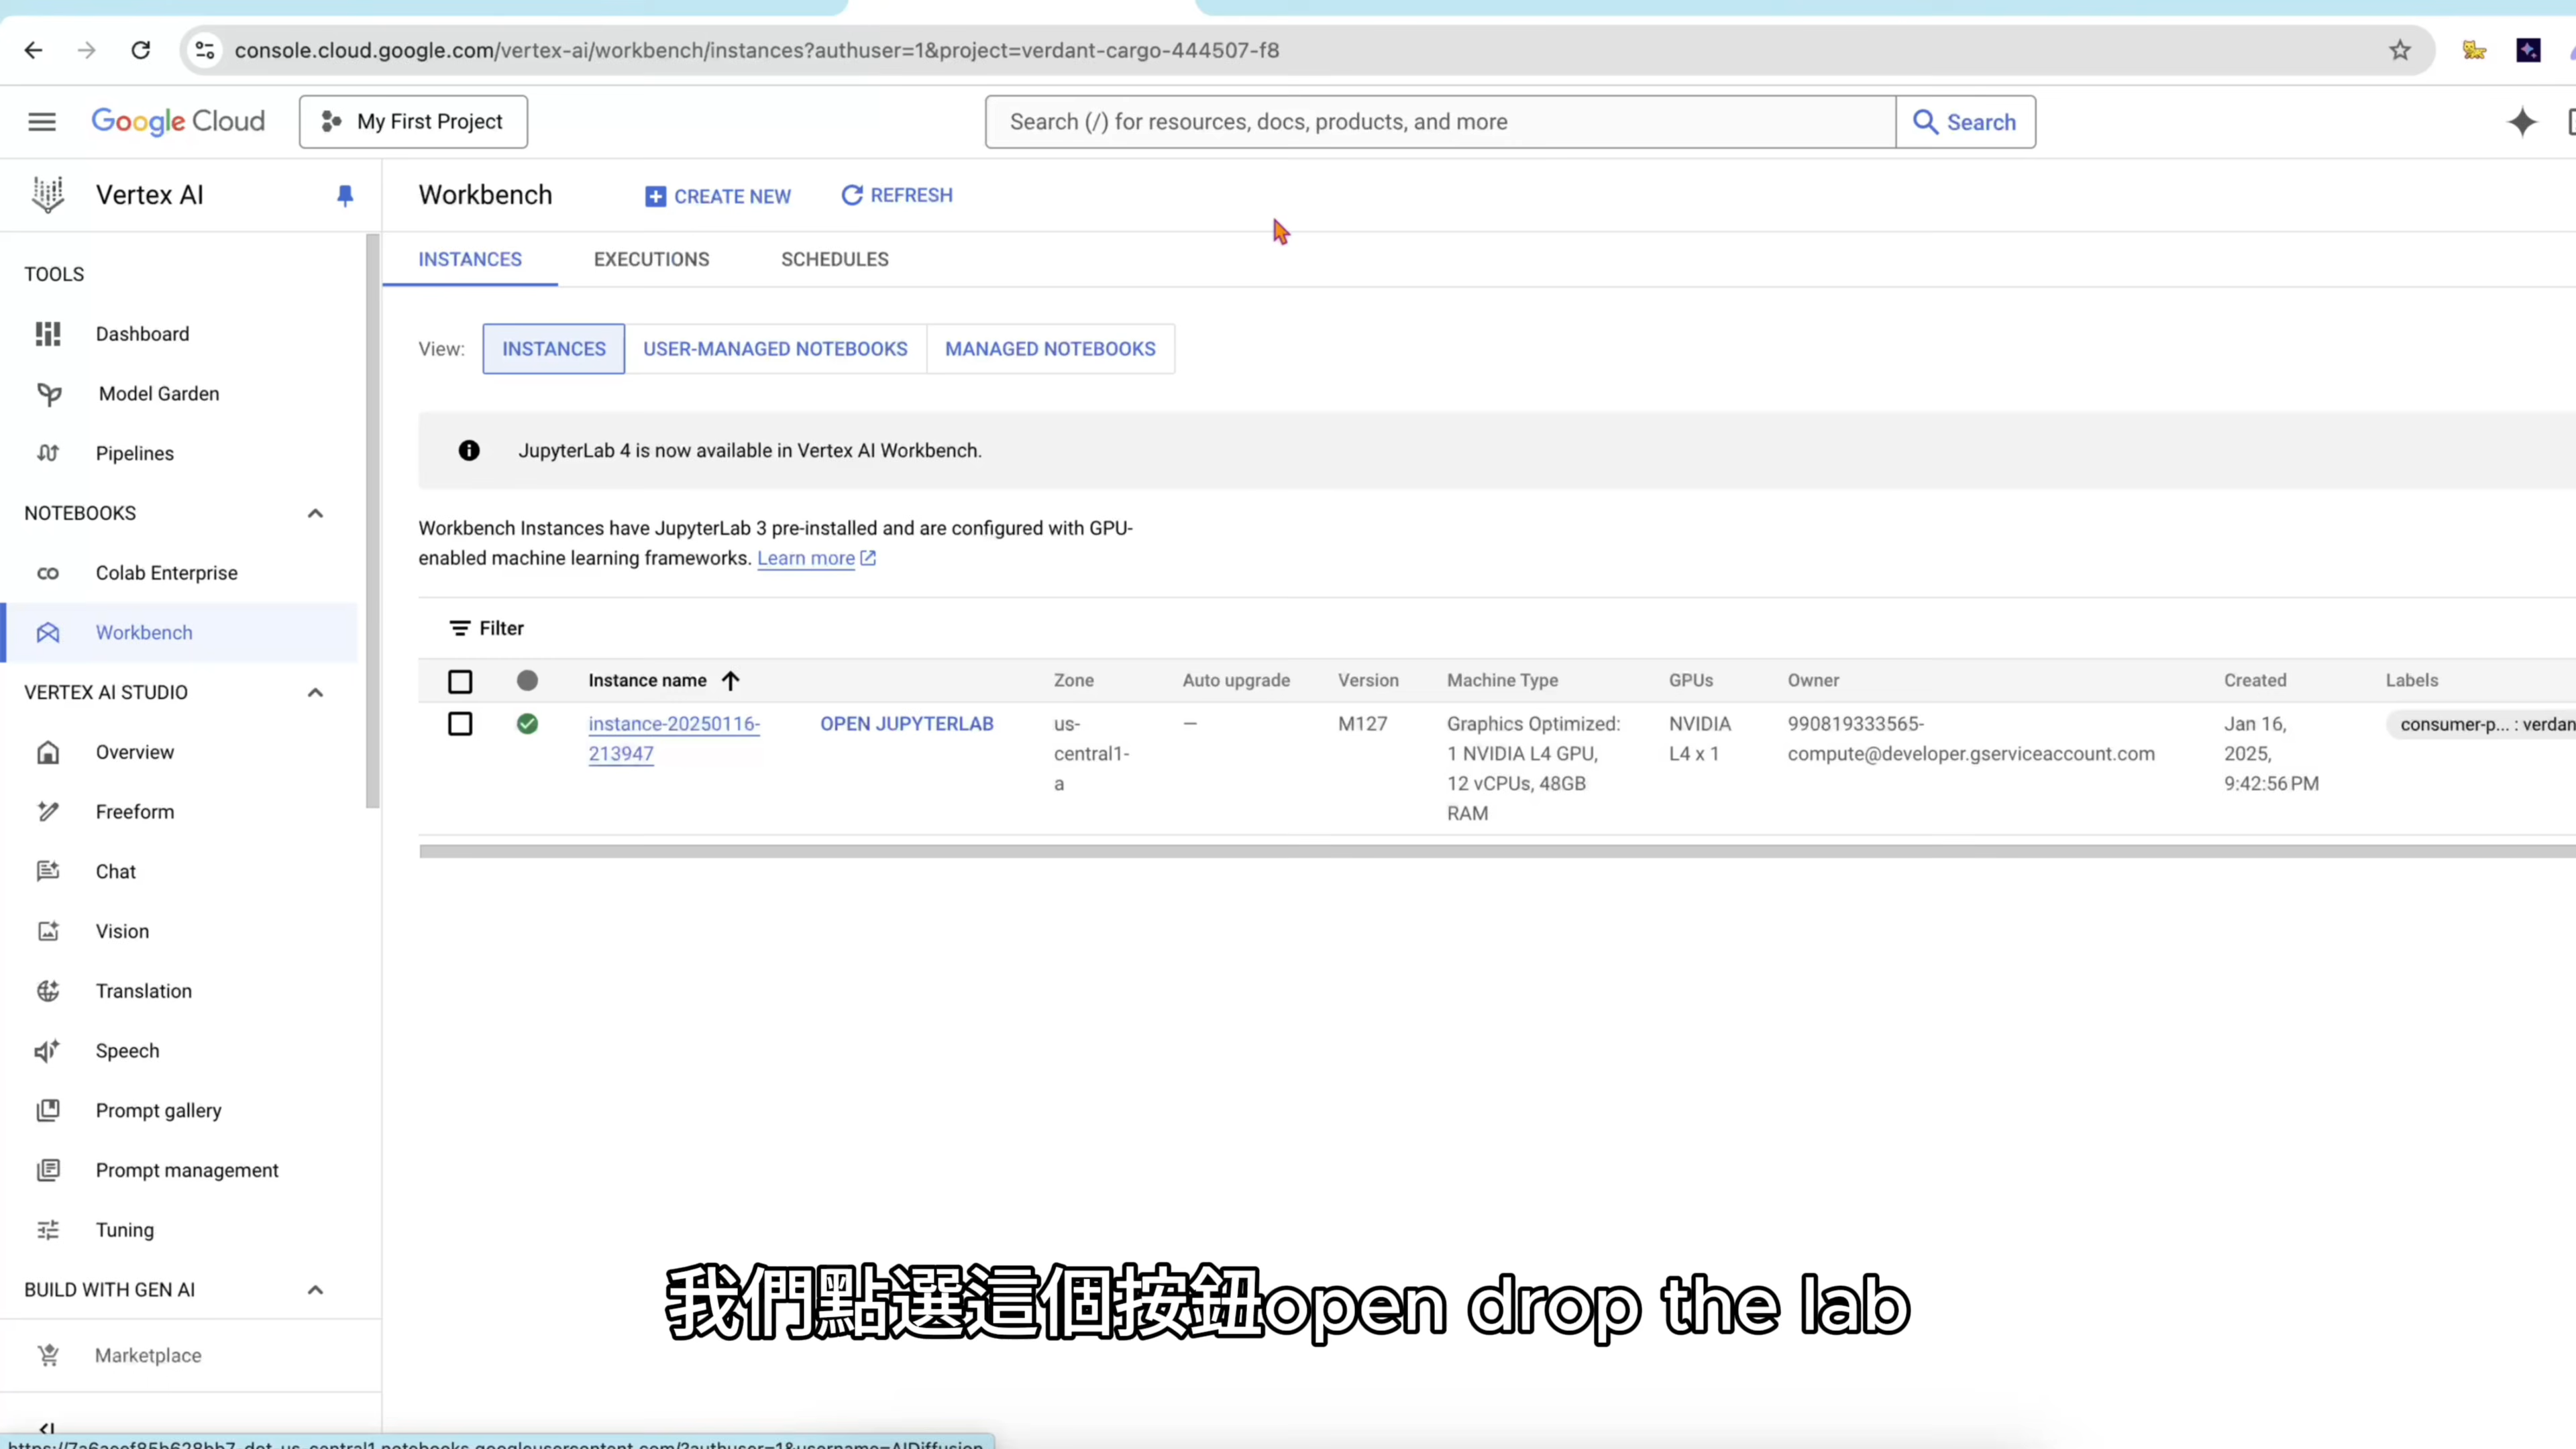 console.cloud.google.com/vertex-ai/workbench/instances?authuser=1&project=verdant-cargo-444507-f8
Google Cloud
My First Project
Search (/) for resources, docs, products, and more
Search
Vertex AI
Workbench
CREATE NEW
REFRESH
TOOLS
Dashboard
Model Garden
Pipelines
NOTEBOOKS
Colab Enterprise
Workbench
VERTEX AI STUDIO
Overview
Freeform
Chat
Vision
Translation
Speech
Prompt gallery
Prompt management
Tuning
BUILD WITH GEN AI
Marketplace
INSTANCES EXECUTIONS SCHEDULES
View: INSTANCES USER-MANAGED NOTEBOOKS MANAGED NOTEBOOKS
JupyterLab 4 is now available in Vertex AI Workbench.
Workbench Instances have JupyterLab 3 pre-installed and are configured with GPU-
enabled machine learning frameworks. Learn more
Filter
Instance name Zone Auto upgrade Version Machine Type GPUs Owner Created Labels
instance-20250116- OPEN JUPYTERLAB us- — M127 Graphics Optimized: NVIDIA 990819333565- Jan 16, consumer-p... : verdan
213947 central1- 1 NVIDIA L4 GPU, L4 x 1 compute@developer.gserviceaccount.com 2025,
a 12 vCPUs, 48GB 9:42:56 PM
RAM
我們點選這個按鈕open drop the lab